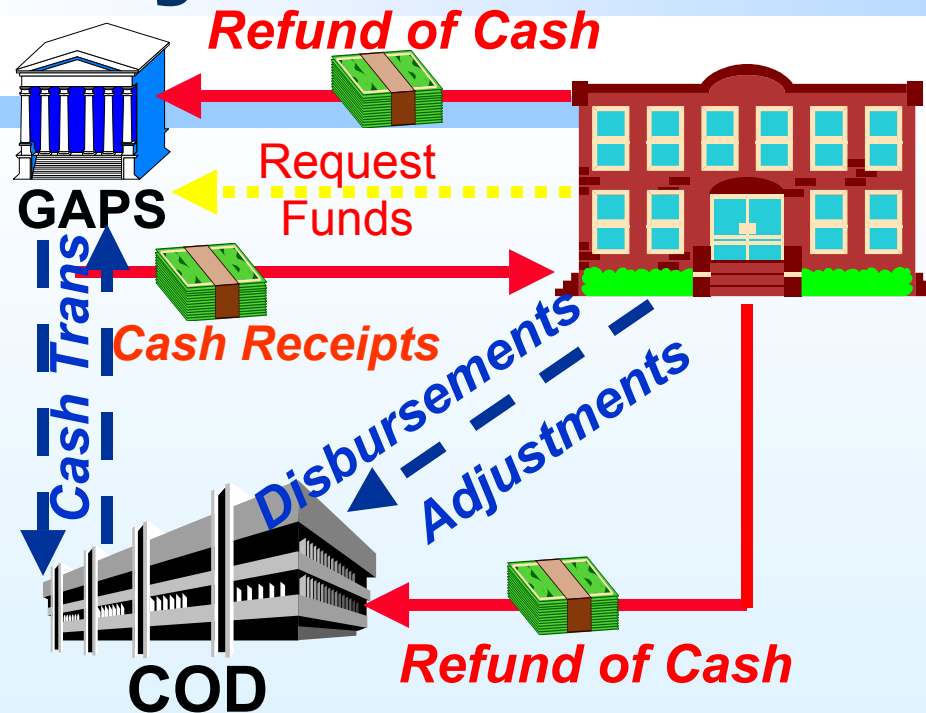 Refund of Cash
Request
Funds
GAPS
Cash Trans
Cash Receipts
Disbursements
Adjustments
Refund of Cash
COD